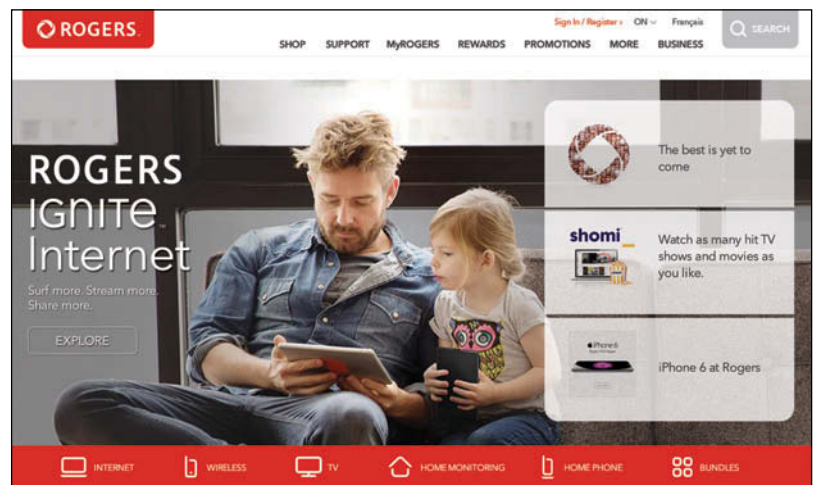 ROGERS.
Sign In / Register › ON Français
SEARCH
SHOP SUPPORT MyROGERS REWARDS PROMOTIONS MORE BUSINESS
ROGERS
IGNITE™
Internet
Surf more. Stream more.
Share more.
EXPLORE
The best is yet to
come
shomi
Watch as many hit TV
shows and movies as
you like.
iPhone 6
iPhone 6 at Rogers
INTERNET WIRELESS TV HOME MONITORING HOME PHONE BUNDLES